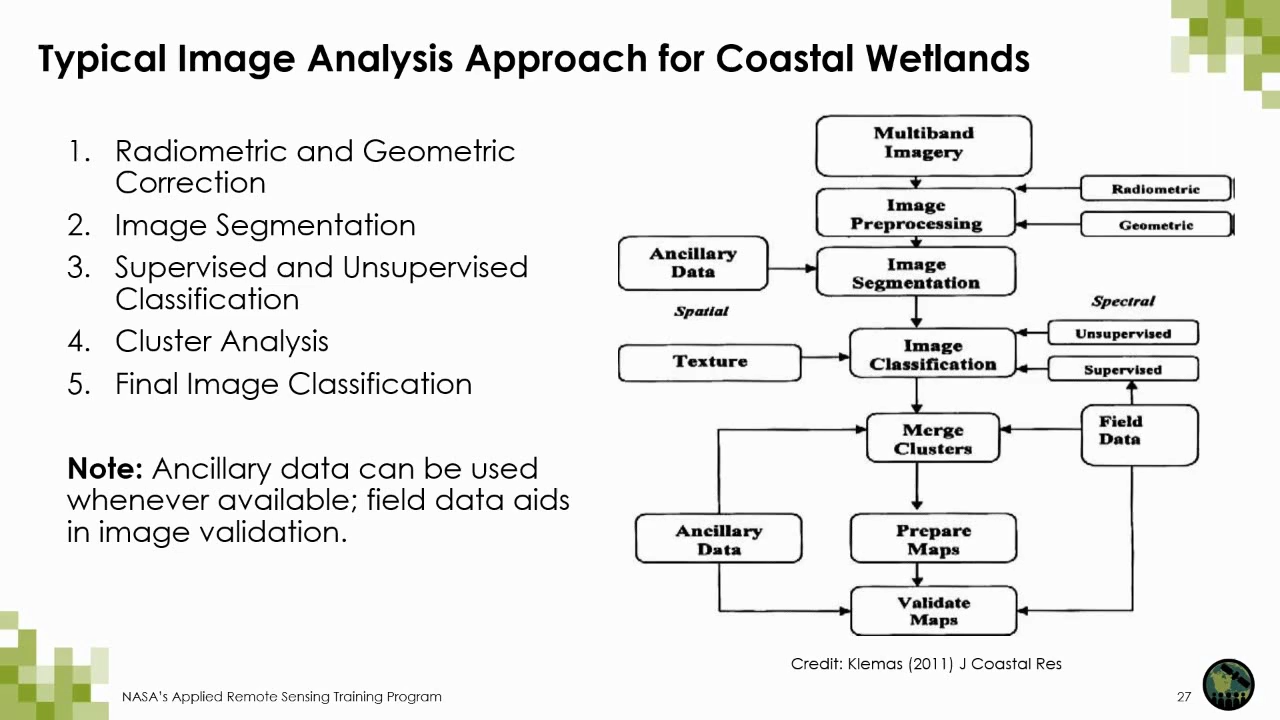 Typical Image Analysis Approach for Coastal Wetlands
1. Radiometric and Geometric
Correction
2. Image Segmentation
3. Supervised and Unsupervised
Classification
4. Cluster Analysis
5. Final Image Classification
Note: Ancillary data can be used
whenever available; field data aids
in image validation.
Multiband
Imagery
Image
Preprocessing
Radiometric
Geometric
Ancillary
Data
Image
Segmentation
Spatial
Spectral
Texture
Image
Classification
Unsupervised
Supervised
Merge
Clusters
Field
Data
Ancillary
Data
Prepare
Maps
Validate
Maps
Credit: Klemas (2011) J Coastal Res
NASA's Applied Remote Sensing Training Program
27